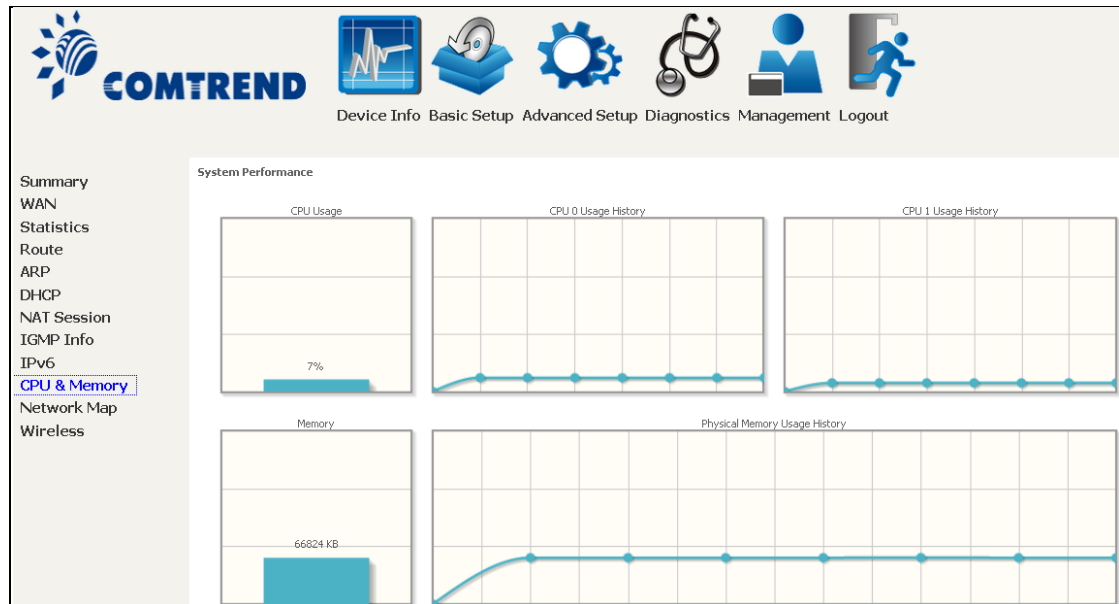 COMTREND
Device Info Basic Setup Advanced Setup Diagnostics Management Logout
Summary
WAN
Statistics
Route
ARP
DHCP
NAT Session
IGMP Info
IPv6
CPU & Memory
Network Map
Wireless
System Performance
CPU Usage
CPU 0 Usage History
CPU 1 Usage History
7%
Memory
Physical Memory Usage History
66824 KB